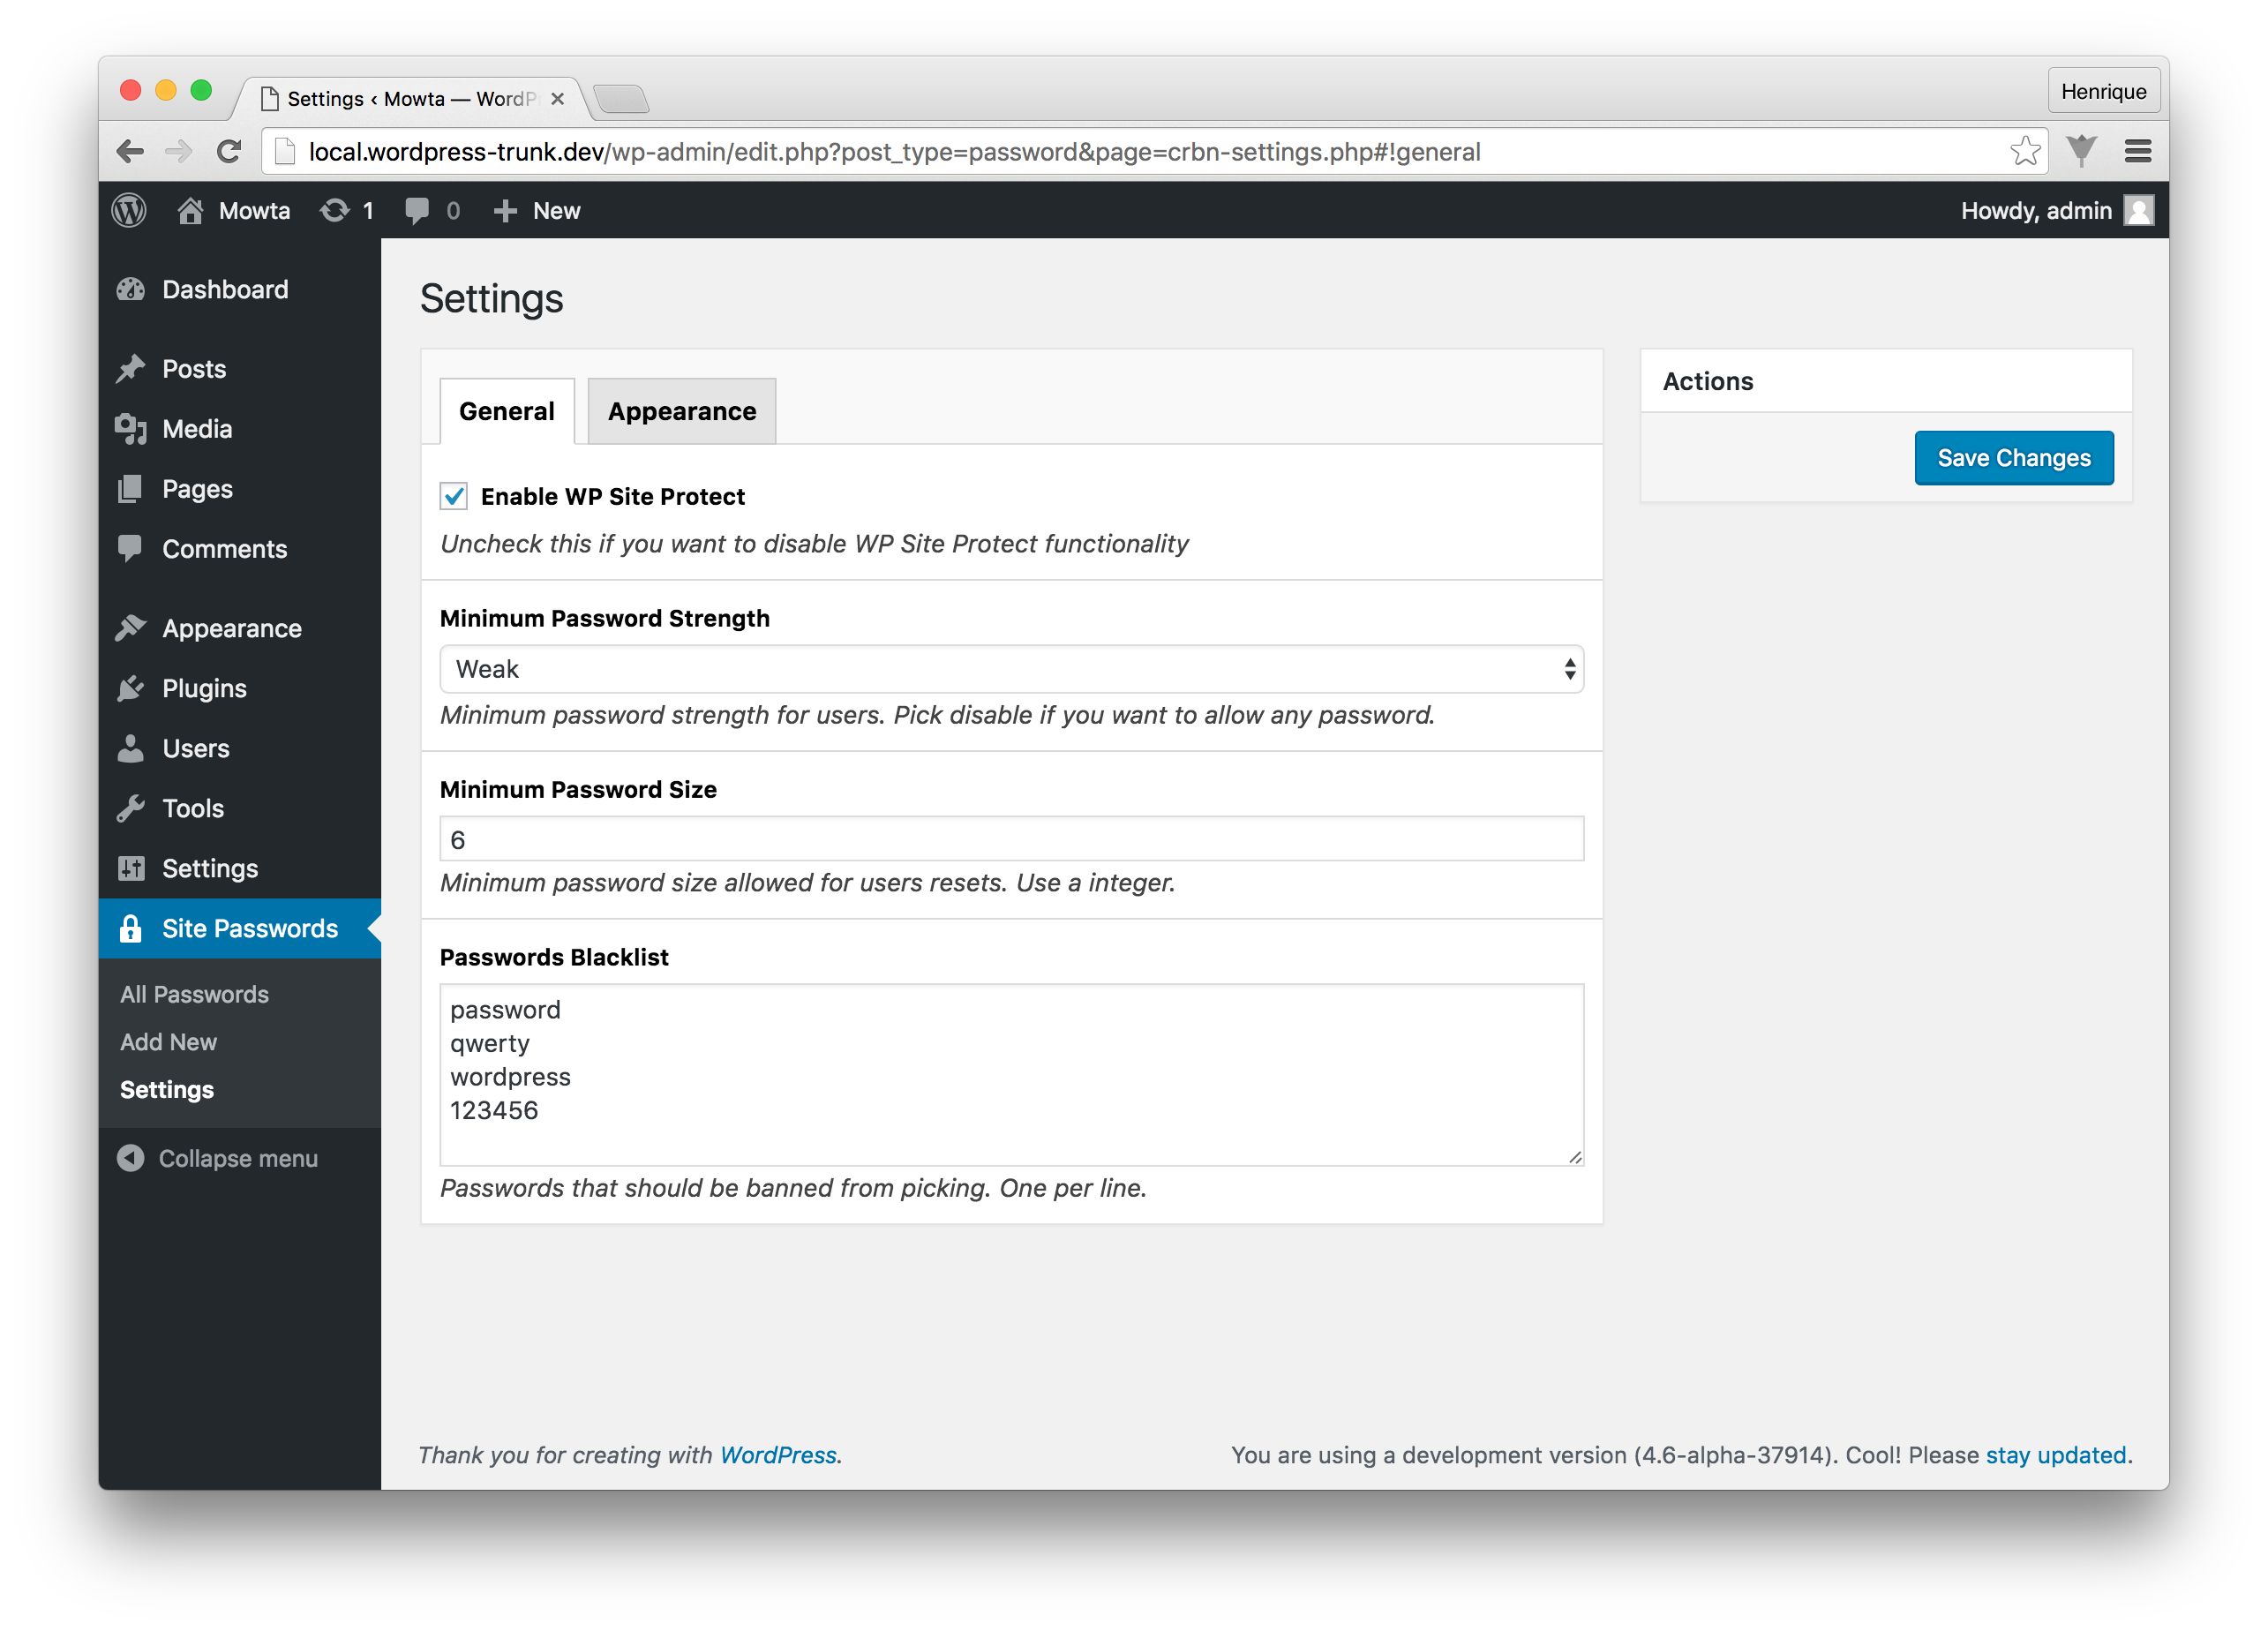 Settings ‹ Mowta — WordP
Henrique
local.wordpress-trunk.dev/wp-admin/edit.php?post_type=password&page=crbn-settings.php#!general
Mowta 1 0 New Howdy, admin
Dashboard
Posts
Media
Pages
Comments
Appearance
Plugins
Users
Tools
Settings
Site Passwords
All Passwords
Add New
Settings
Collapse menu
Settings
General Appearance
Enable WP Site Protect
Uncheck this if you want to disable WP Site Protect functionality
Minimum Password Strength
Weak
Minimum password strength for users. Pick disable if you want to allow any password.
Minimum Password Size
6
Minimum password size allowed for users resets. Use a integer.
Passwords Blacklist
password
qwerty
wordpress
123456
Passwords that should be banned from picking. One per line.
Actions
Save Changes
Thank you for creating with WordPress.
You are using a development version (4.6-alpha-37914). Cool! Please stay updated.